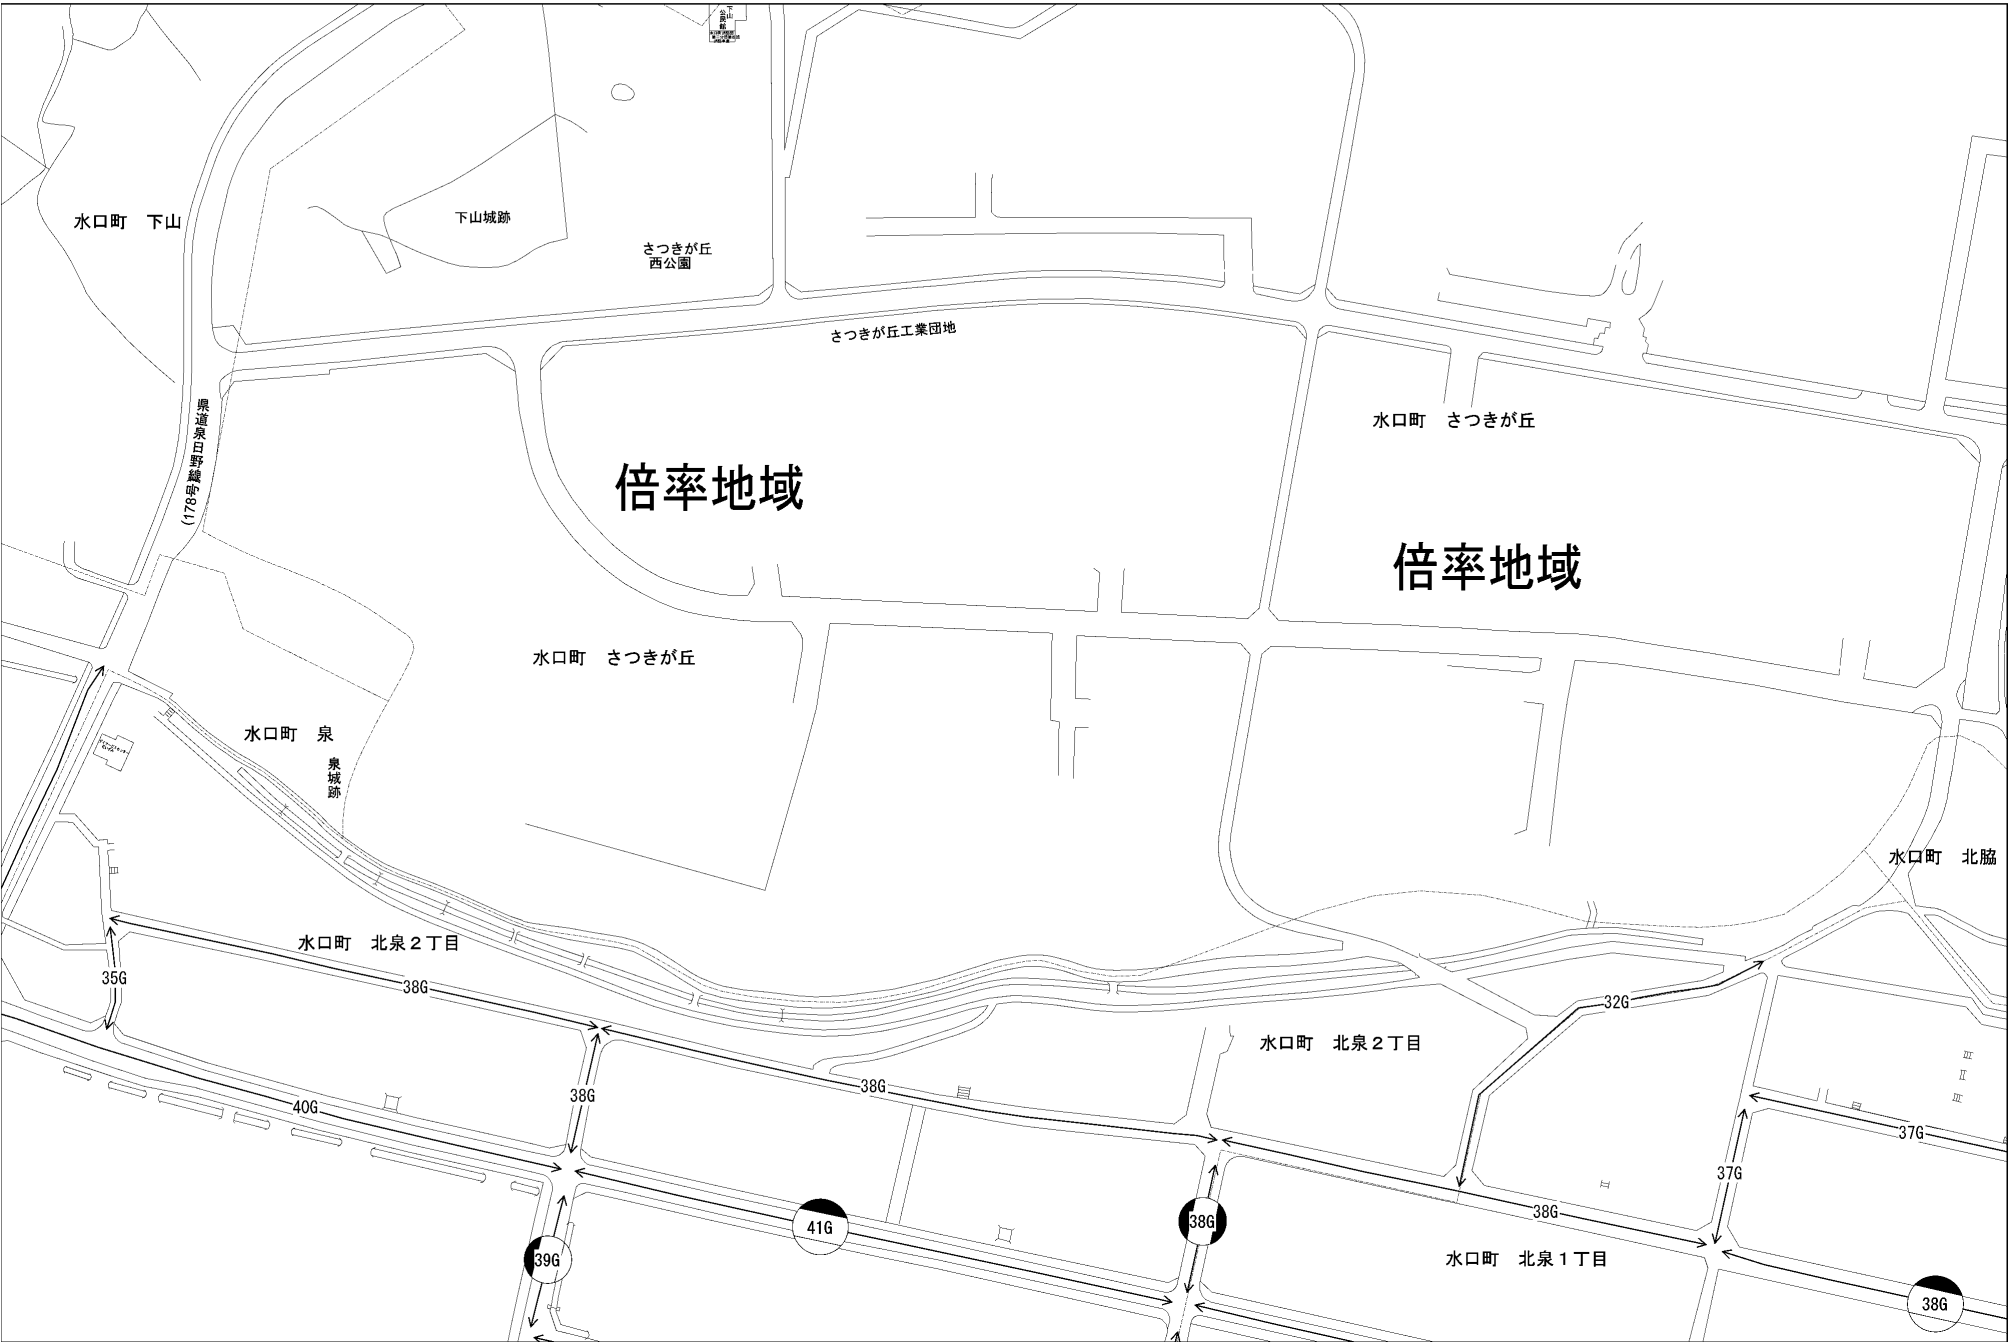 下山
公民館
水口町 下山
下山城跡
さつきが丘
西公園
さつきが丘工業団地
県道泉日野線
(178号
水口町 さつきが丘
倍率地域
倍率地域
水口町 さつきが丘
水口町 泉
泉城跡
水口町 北脇
水口町 北泉2丁目
35G
38G
32G
水口町 北泉2丁目
38G
38G
40G
37G
37G
38G
41G
38G
39G
水口町 北泉1丁目
38G